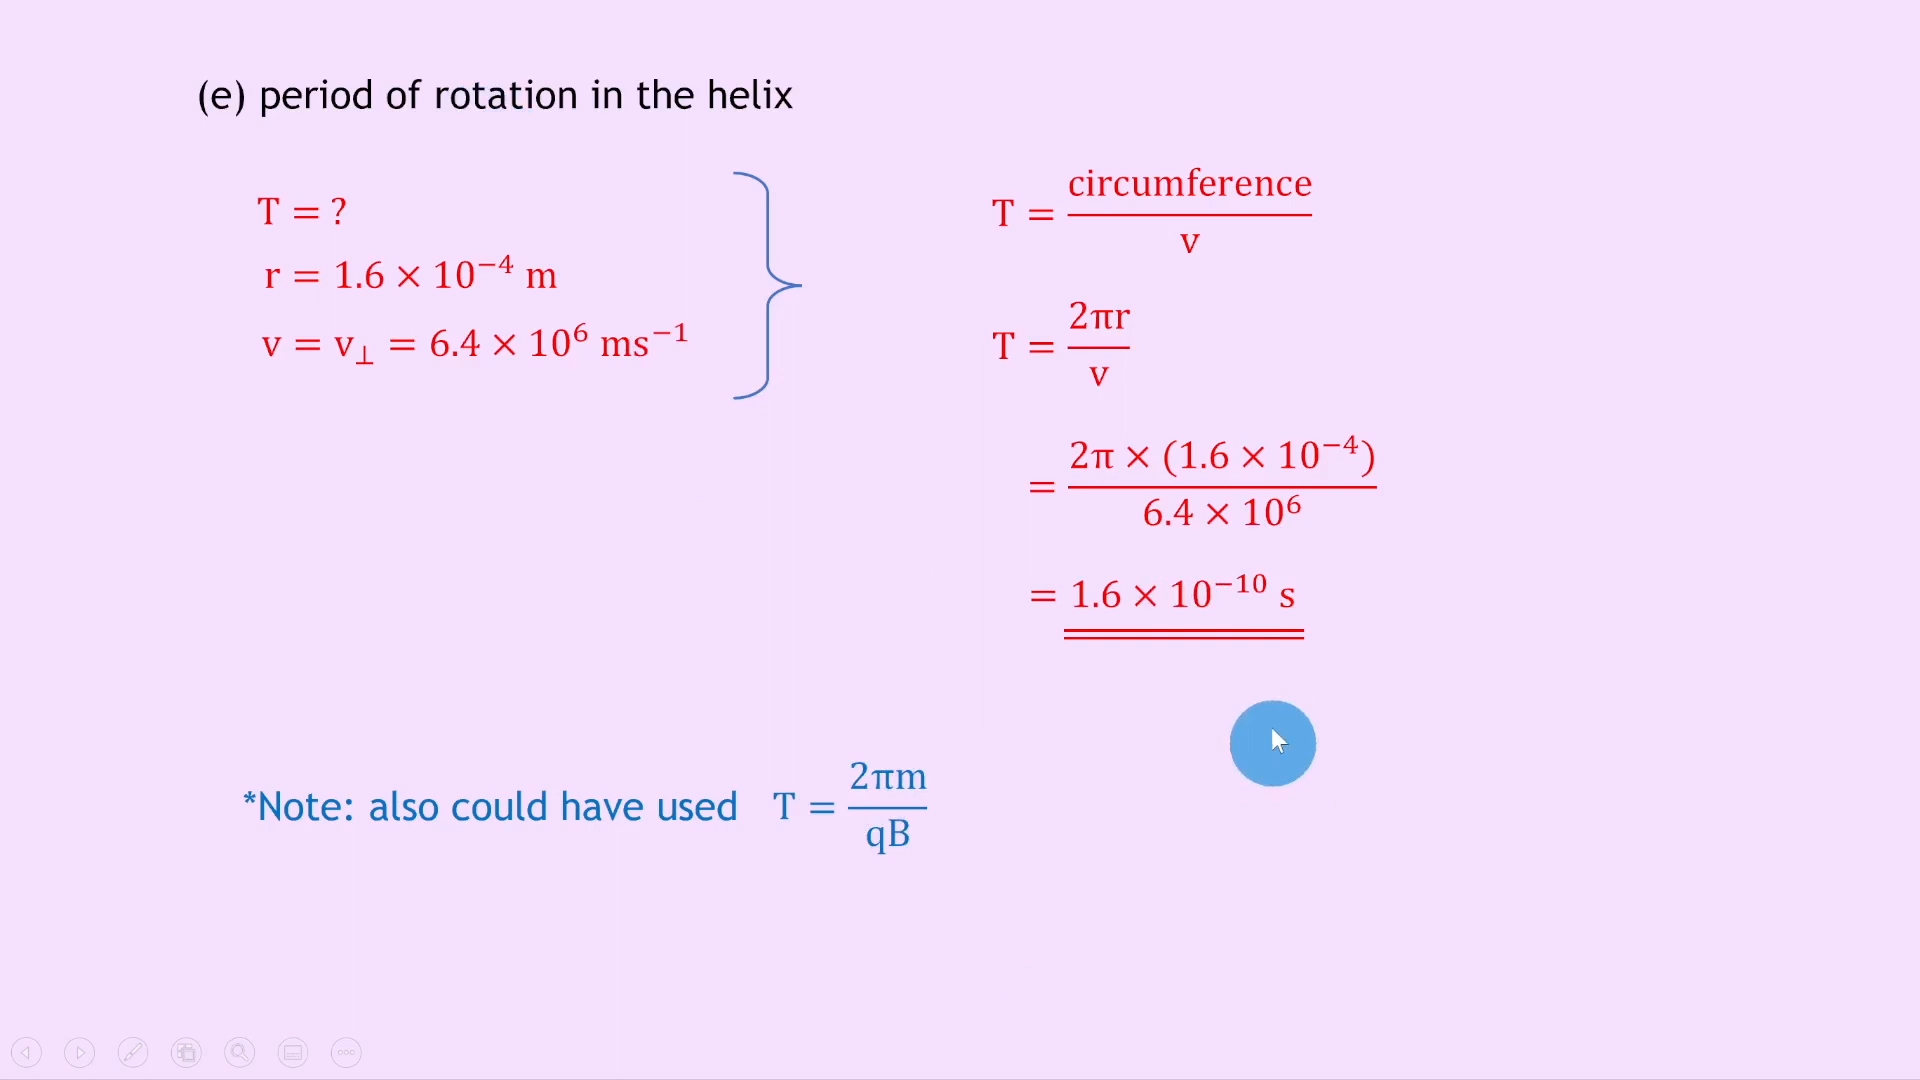 (e) period of rotation in the helix
T = ?
r = 1.6 × 10⁻⁴ m
v = v⊥ = 6.4 × 10⁶ ms⁻¹
T = circumference / v
T = 2πr / v
= 2π × (1.6 × 10⁻⁴) / 6.4 × 10⁶
= 1.6 × 10⁻¹⁰ s
*Note: also could have used T = 2πm / qB